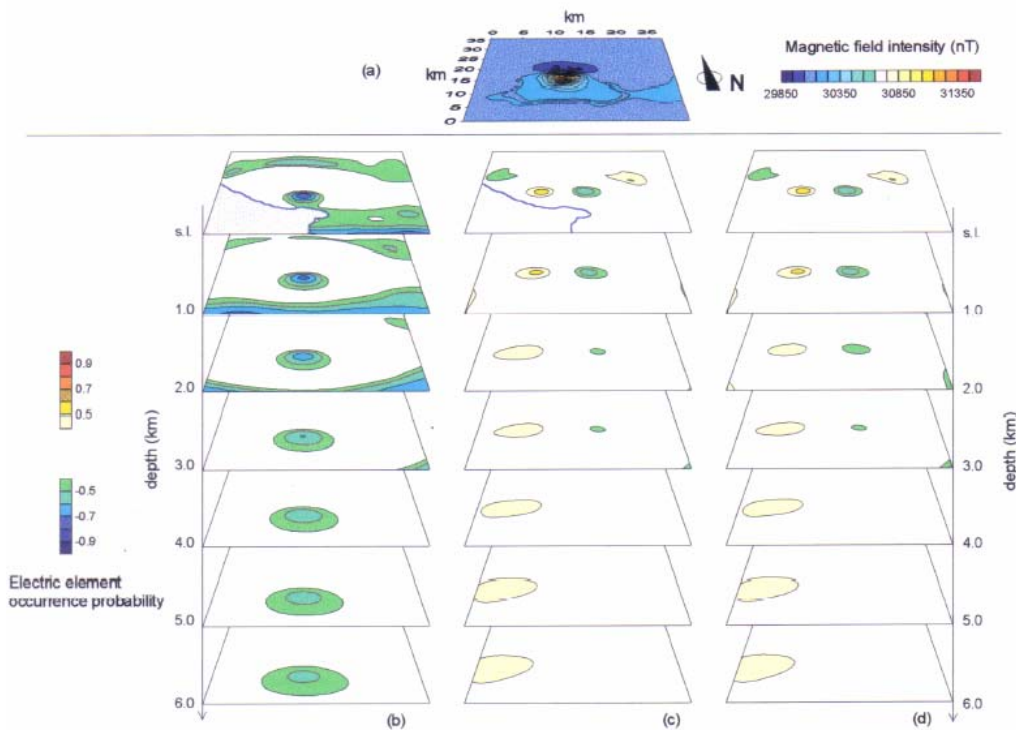 km
0 5 10 15 20 25
35
30
25
20
15
10
5
0
km
(a)
N
Magnetic field intensity (nT)
29850 30350 30850 31350
s.l.
1.0
2.0
3.0
4.0
5.0
6.0
depth (km)
0.9
0.7
0.5
-0.5
-0.7
-0.9
Electric element
occurrence probability
s.l.
1.0
2.0
3.0
4.0
5.0
6.0
depth (km)
(b) (c) (d)